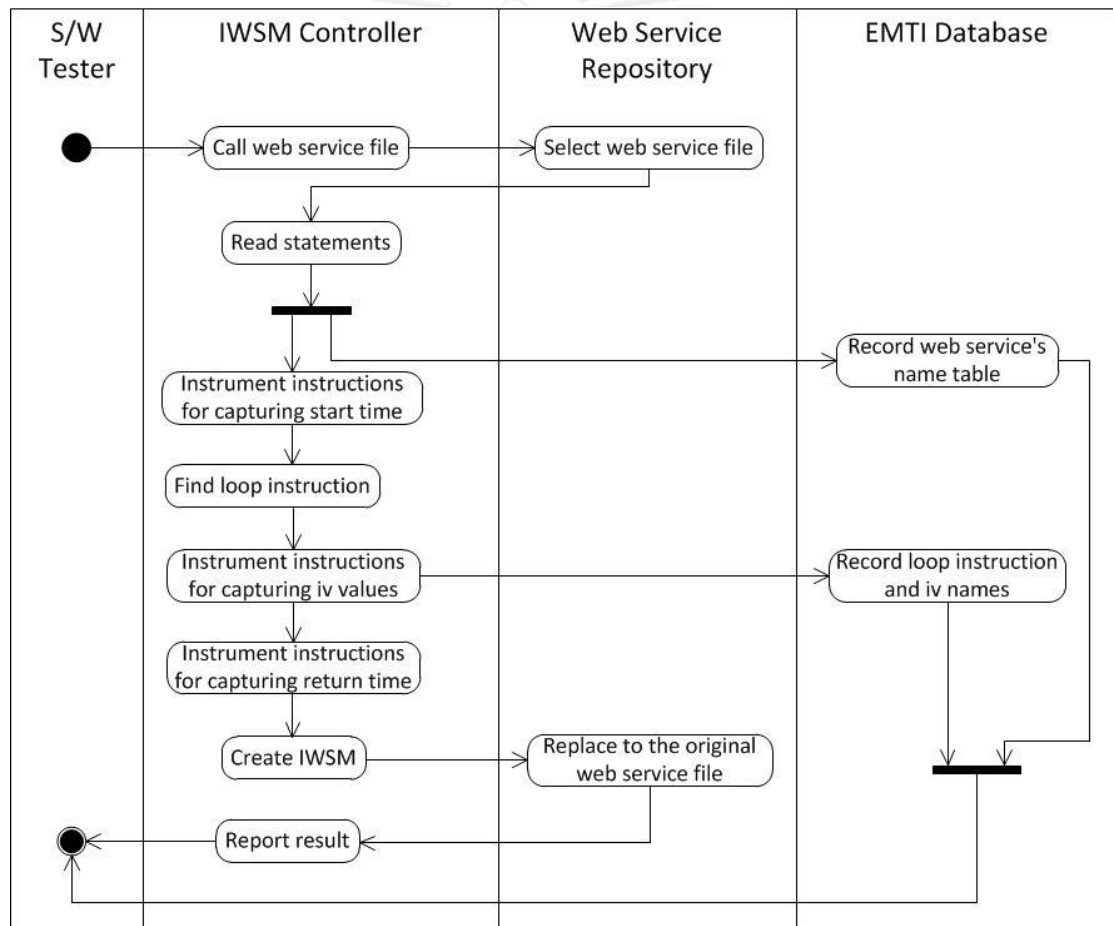 S/W
Tester
IWSM Controller
Web Service
Repository
EMTI Database
Call web service file
Select web service file
Read statements
Record web service's
name table
Instrument instructions
for capturing start time
Find loop instruction
Instrument instructions
for capturing iv values
Record loop instruction
and iv names
Instrument instructions
for capturing return time
Create IWSM
Replace to the original
web service file
Report result